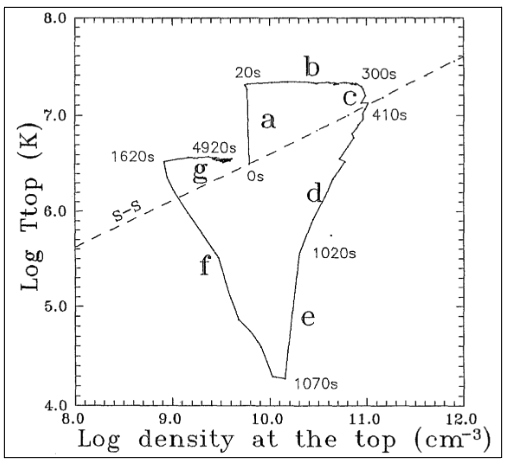 8.0
20s
b
300s
7.0
c
a
410s
1620s
4920s
g
0s
6.0
s-s
d
1020s
f
5.0
e
1070s
4.0
8.0 9.0 10.0 11.0 12.0
Log Ttop (K)
Log density at the top (cm⁻³)